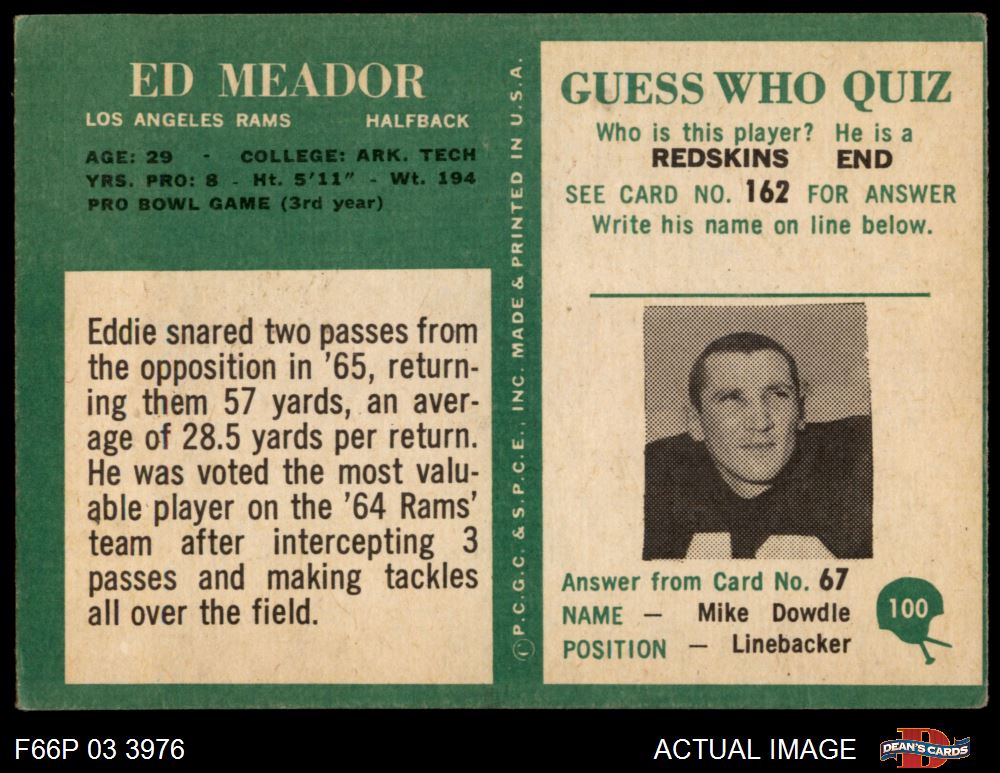 ED MEADOR
LOS ANGELES RAMS HALFBACK
AGE: 29 - COLLEGE: ARK. TECH
YRS. PRO: 8 - Ht. 5'11" - Wt. 194
PRO BOWL GAME (3rd year)
Eddie snared two passes from
the opposition in '65, return-
ing them 57 yards, an aver-
age of 28.5 yards per return.
He was voted the most valu-
able player on the '64 Rams'
team after intercepting 3
passes and making tackles
all over the field.
Ⓒ P.C.G.C. & S.P.C.E., INC. MADE & PRINTED IN U.S.A.
GUESS WHO QUIZ
Who is this player? He is a
REDSKINS END
SEE CARD NO. 162 FOR ANSWER
Write his name on line below.
Answer from Card No. 67
NAME — Mike Dowdle
POSITION — Linebacker
100
F66P 03 3976
ACTUAL IMAGE
DEAN'S CARDS